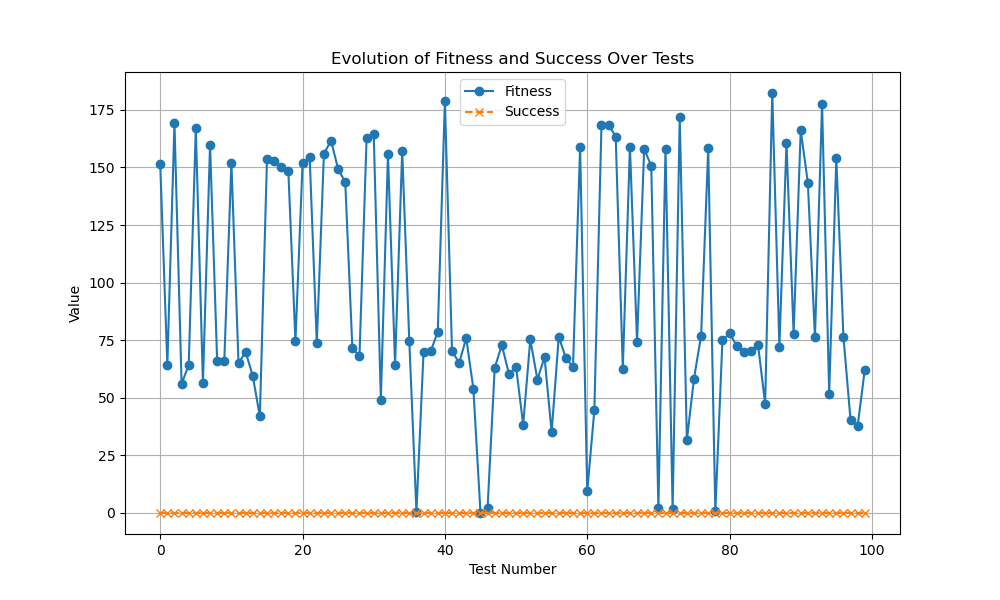 Evolution of Fitness and Success Over Tests
Fitness
Success
175
150
125
100
75
50
25
0
Value
0 20 40 60 80 100
Test Number